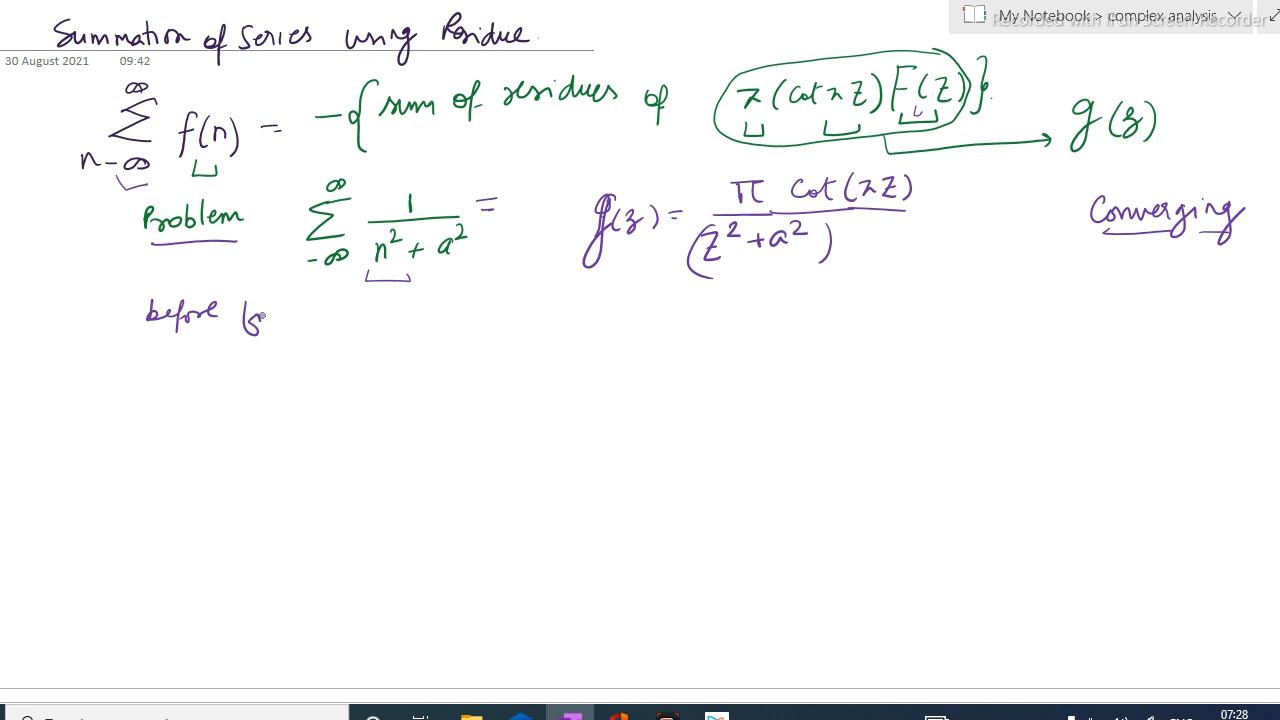 Summation of Series using Residue.
My Notebook > complex analysis
30 August 2021 09:42
∞ Σ n-∞ f(n) = -{sum of residues of π(cot πz) F(z)} → g(z)
Problem ∞ Σ -∞ 1/(n²+a²) = g(z) = π cot(πz)/(z²+a²) Converging
before
07:28